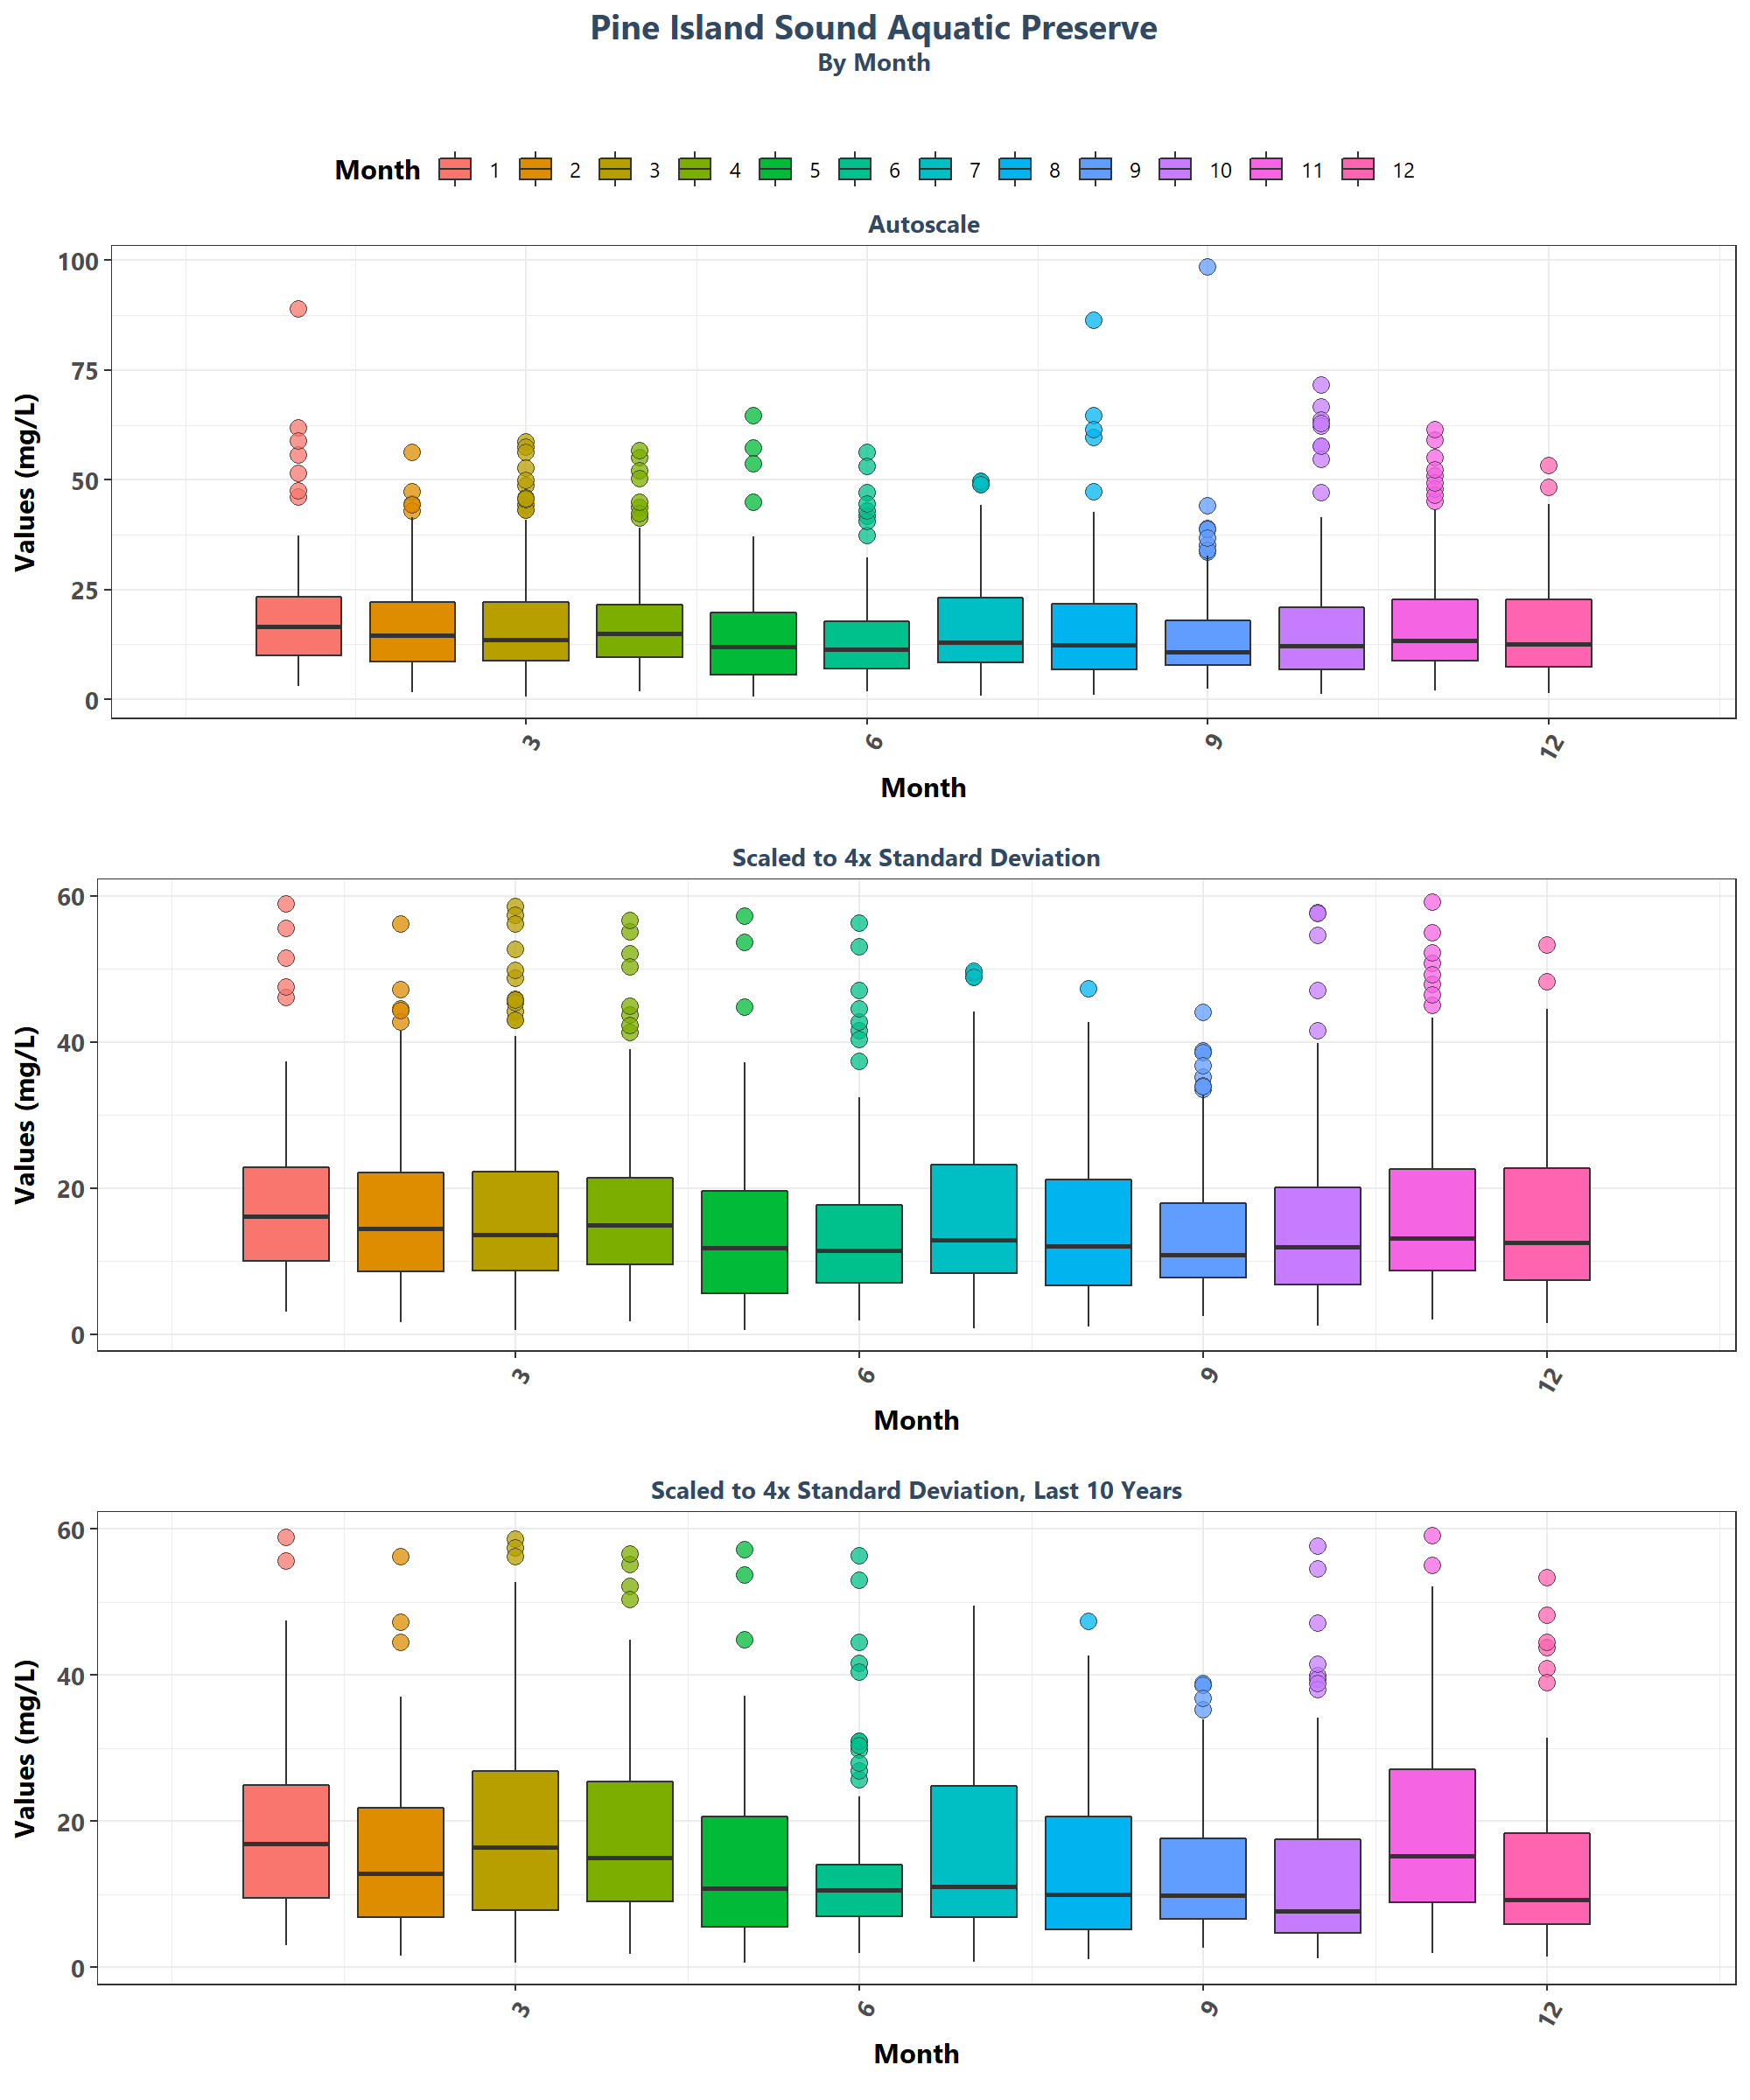 Pine Island Sound Aquatic Preserve
By Month
Month 1 2 3 4 5 6 7 8 9 10 11 12
Autoscale
Values (mg/L)
100
75
50
25
0
3 6 9 12
Month
Scaled to 4x Standard Deviation
Values (mg/L)
60
40
20
0
3 6 9 12
Month
Scaled to 4x Standard Deviation, Last 10 Years
Values (mg/L)
60
40
20
0
3 6 9 12
Month